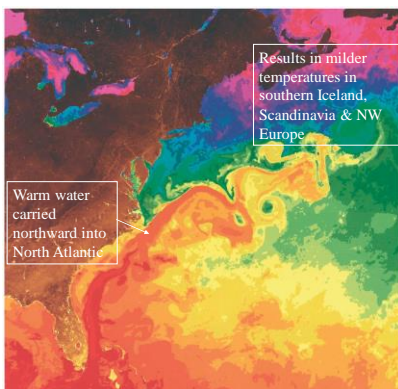 Results in milder
temperatures in
southern Iceland,
Scandinavia & NW
Europe
Warm water
carried
northward into
North Atlantic